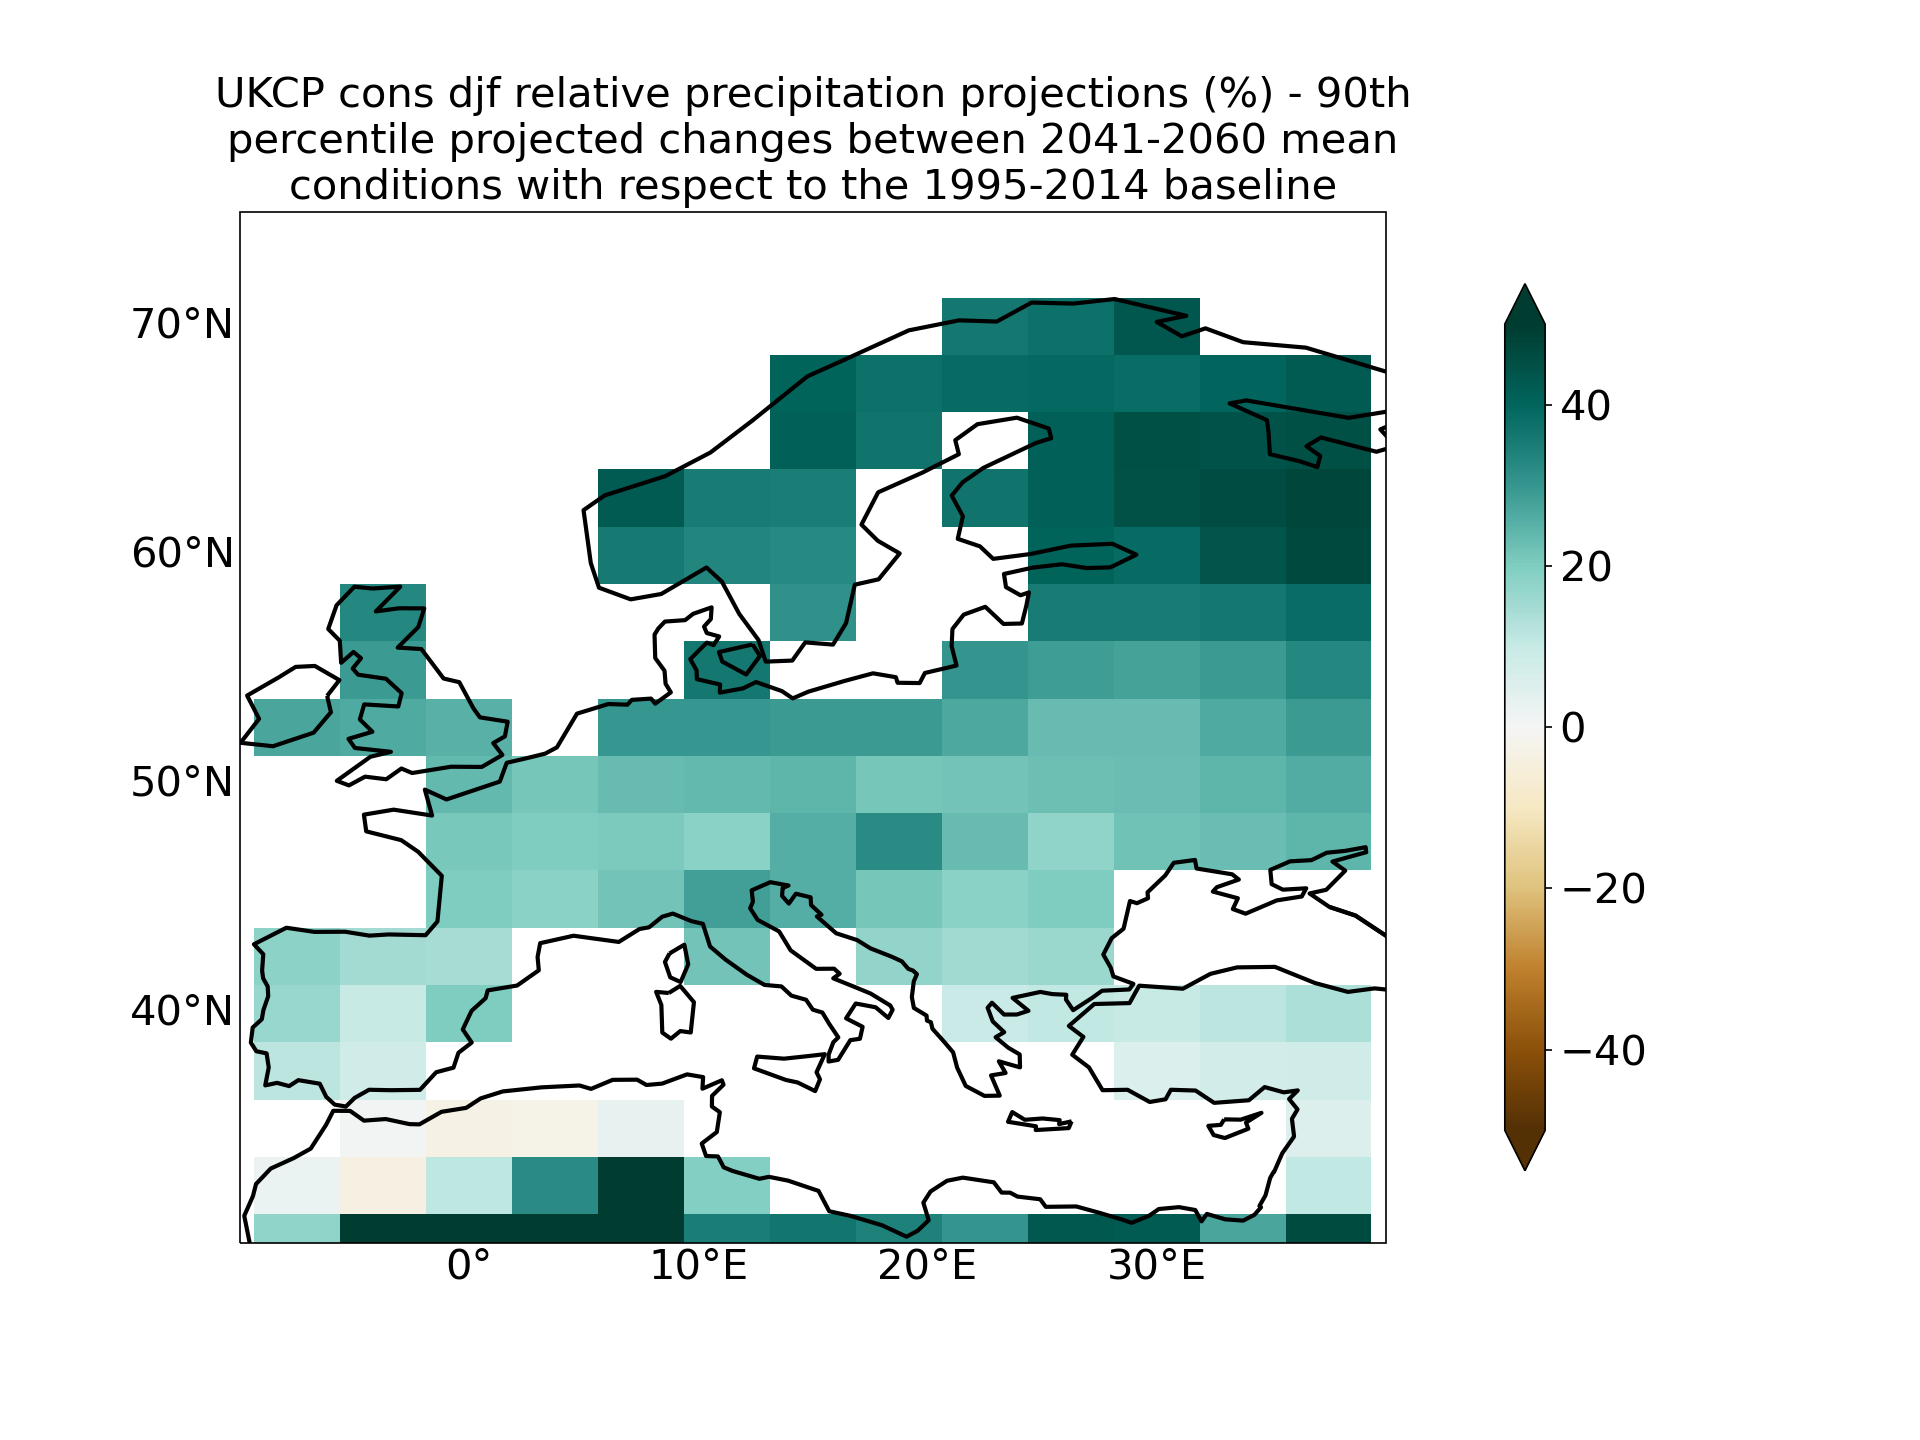 UKCP cons djf relative precipitation projections (%) - 90th
percentile projected changes between 2041-2060 mean
conditions with respect to the 1995-2014 baseline
70°N
60°N
50°N
40°N
0°
10°E
20°E
30°E
40
20
0
−20
−40